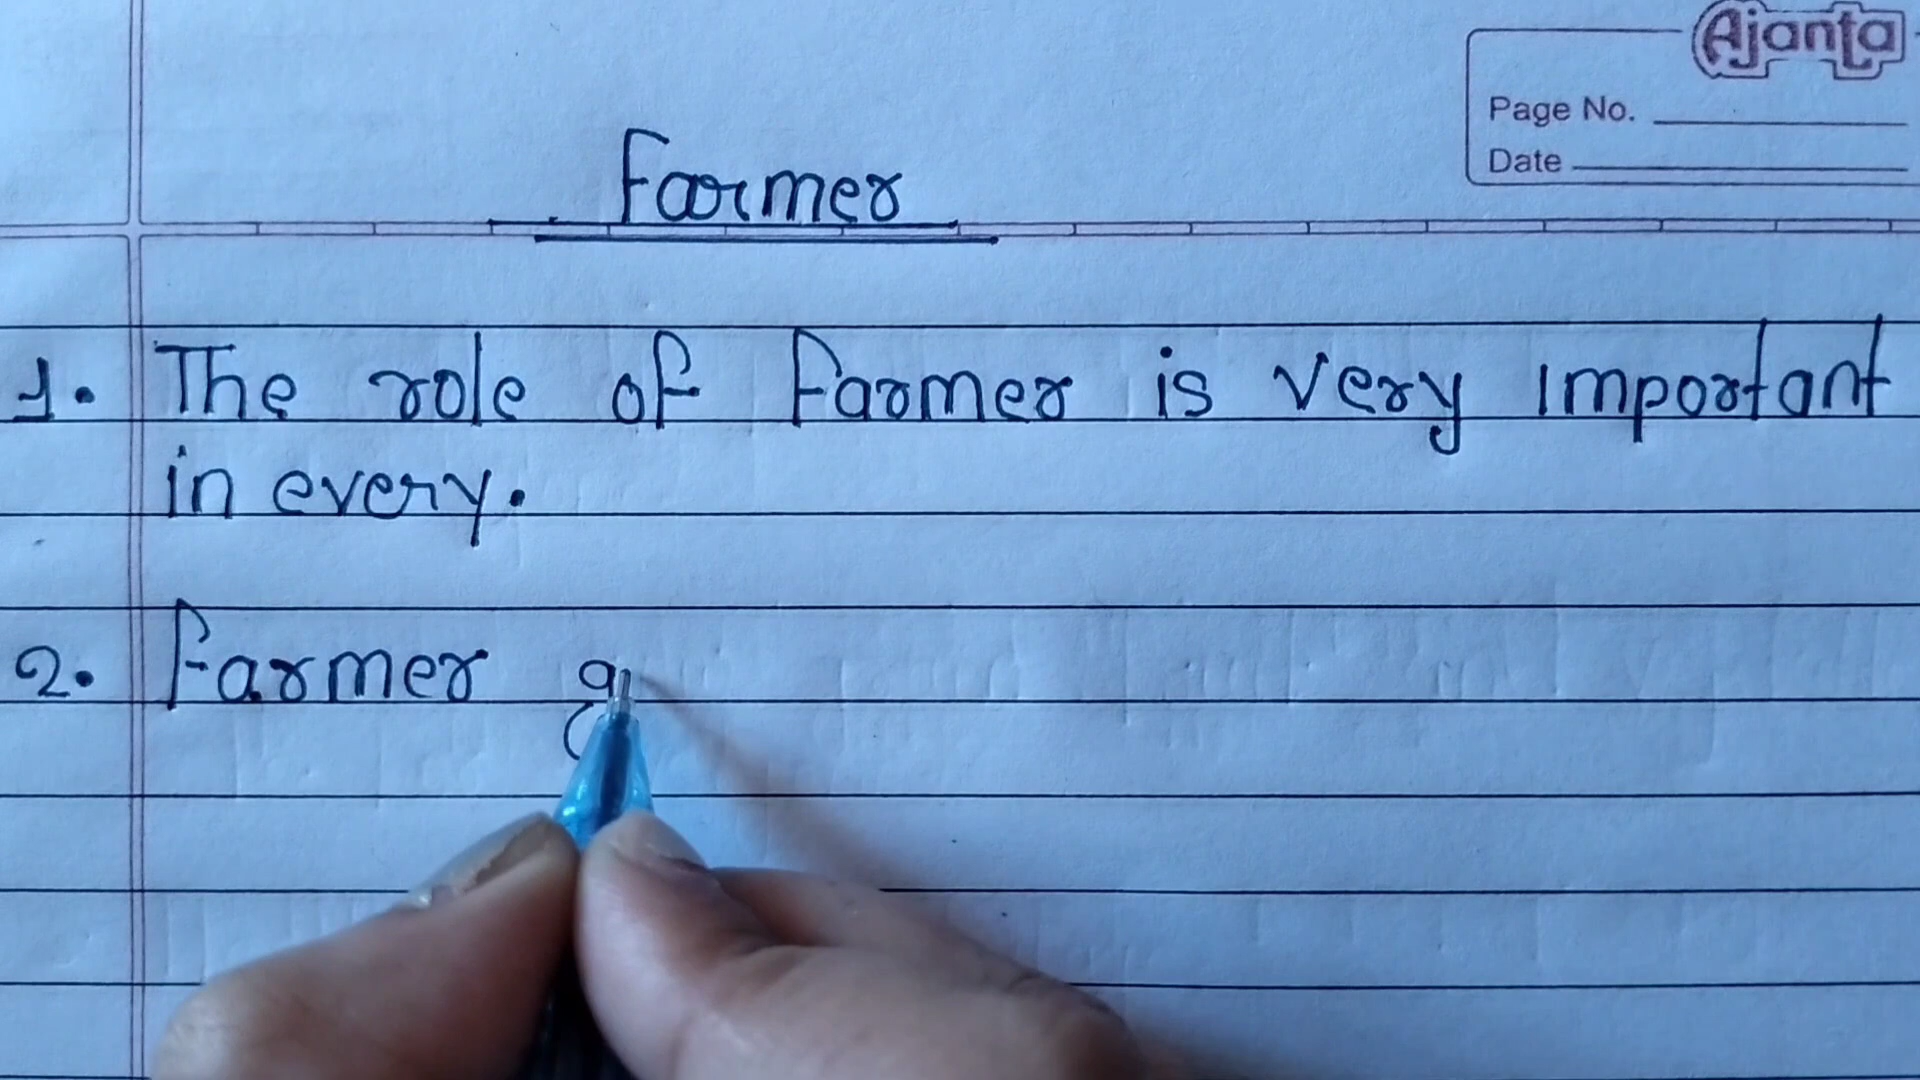 Ajanta
Page No.
Date
Farmer
1. The role of Farmer is very important
in every.
2. Farmer g